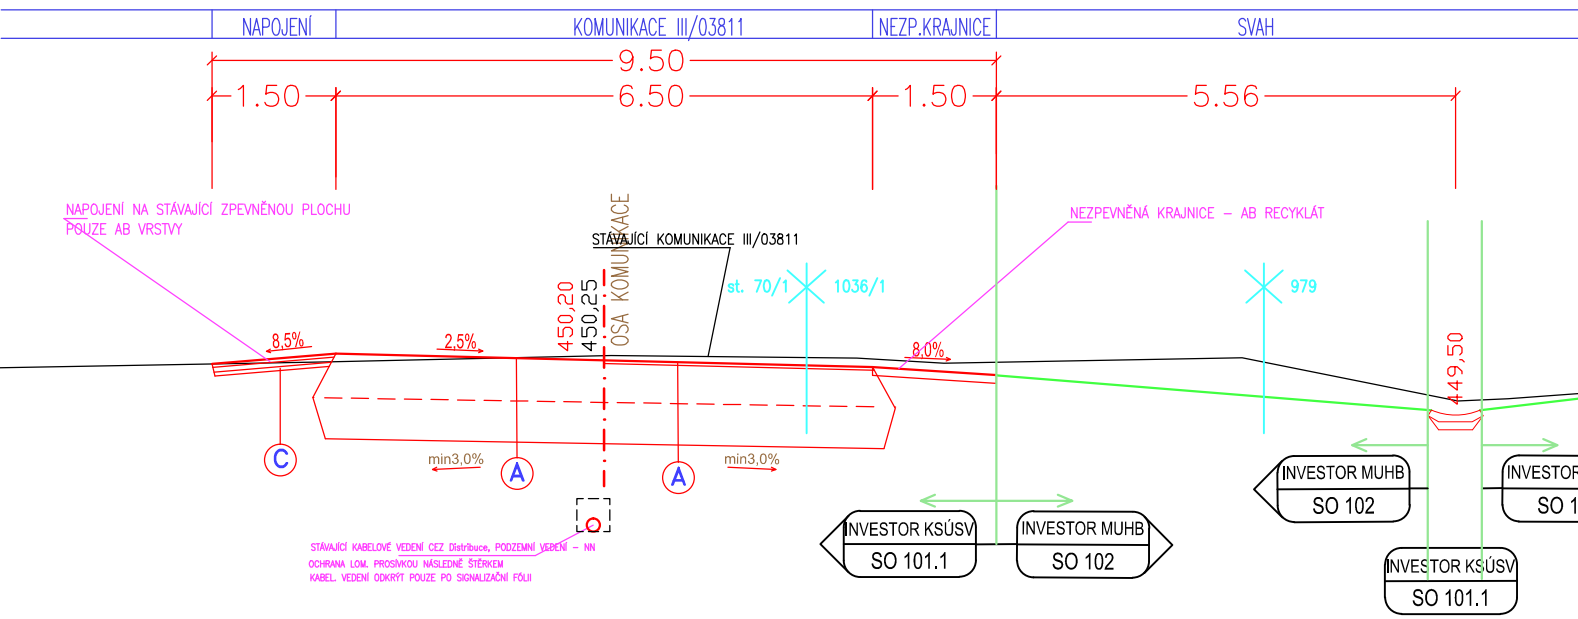 NAPOJENÍ
KOMUNIKACE III/03811
NEZP.KRAJNICE
SVAH
9.50
1.50
6.50
1.50
5.56
NAPOJENÍ NA STÁVAJÍCÍ ZPEVNĚNOU PLOCHU
POUZE AB VRSTVY
OSA KOMUNIKACE
STÁVAJÍCÍ KOMUNIKACE III/03811
NEZPEVNĚNÁ KRAJNICE – AB RECYKLÁT
450,20
450,25
st. 70/1
1036/1
979
8,5%
2,5%
8,0%
449,50
C
min3,0%
A
A
min3,0%
INVESTOR MUHB
SO 102
INVESTOR
SO 1
STÁVAJÍCÍ KABELOVÉ VEDENÍ CEZ Distribuce, PODZEMNÍ VEDENÍ – NN
OCHRANA LOM. PROSÍVKOU NÁSLEDNĚ ŠTĚRKEM
KABEL. VEDENÍ ODKRÝT POUZE PO SIGNALIZAČNÍ FÓLII
INVESTOR KSÚSV
SO 101.1
INVESTOR MUHB
SO 102
INVESTOR KSÚSV
SO 101.1